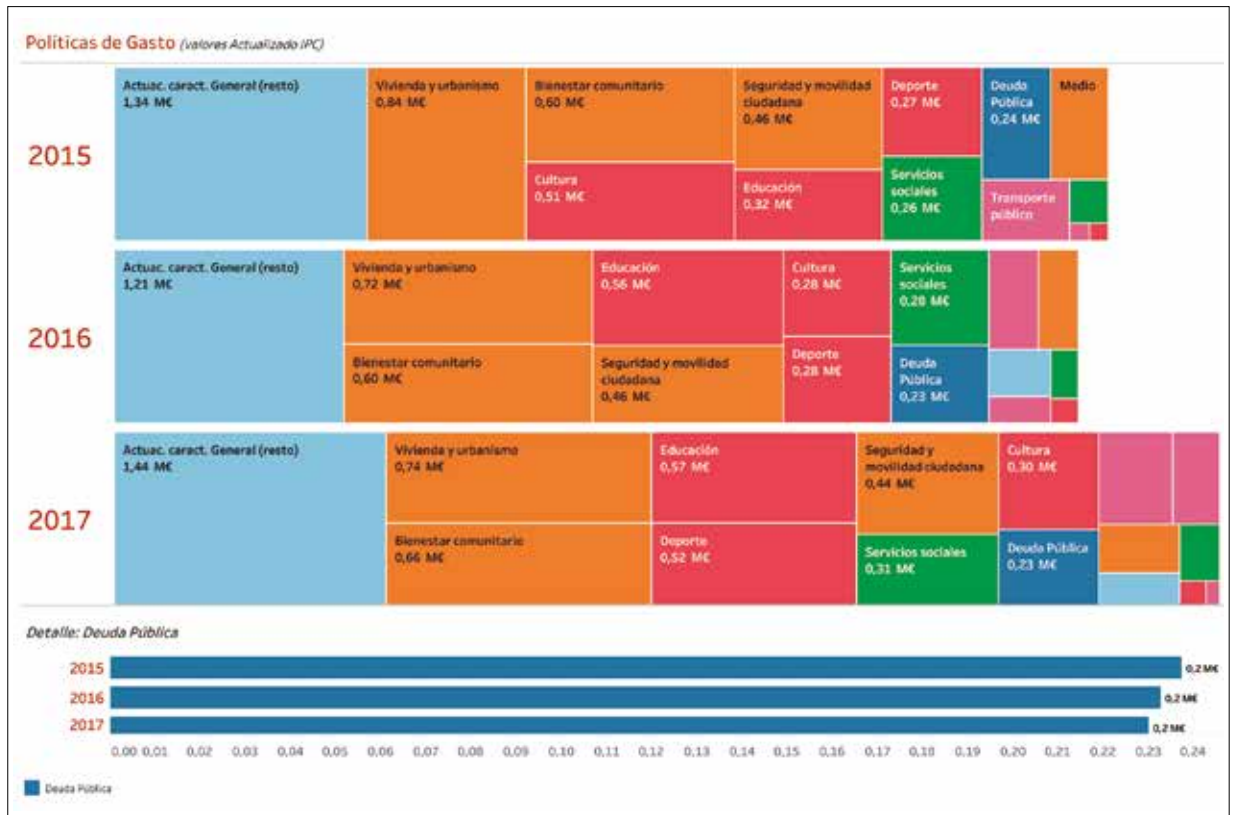 Políticas de Gasto (valores Actualizado IPC)
2015
Actuac. caract. General (resto)
1,34 M€
Vivienda y urbanismo
0,84 M€
Bienestar comunitario
0,60 M€
Cultura
0,51 M€
Seguridad y movilidad
ciudadana
0,46 M€
Educación
0,32 M€
Deporte
0,27 M€
Servicios
sociales
0,26 M€
Deuda
Pública
0,24 M€
Medio
Transporte
público
2016
Actuac. caract. General (resto)
1,21 M€
Vivienda y urbanismo
0,72 M€
Bienestar comunitario
0,60 M€
Educación
0,56 M€
Seguridad y movilidad
ciudadana
0,46 M€
Cultura
0,28 M€
Deporte
0,28 M€
Servicios
sociales
0,28 M€
Deuda
Pública
0,23 M€
2017
Actuac. caract. General (resto)
1,44 M€
Vivienda y urbanismo
0,74 M€
Bienestar comunitario
0,66 M€
Educación
0,57 M€
Deporte
0,52 M€
Seguridad y
movilidad ciudadana
0,44 M€
Servicios sociales
0,31 M€
Cultura
0,30 M€
Deuda Pública
0,23 M€
Detalle: Deuda Pública
2015 0,2 M€
2016 0,2 M€
2017 0,2 M€
0,00 0,01 0,02 0,03 0,04 0,05 0,06 0,07 0,08 0,09 0,10 0,11 0,12 0,13 0,14 0,15 0,16 0,17 0,18 0,19 0,20 0,21 0,22 0,23 0,24
Deuda Pública